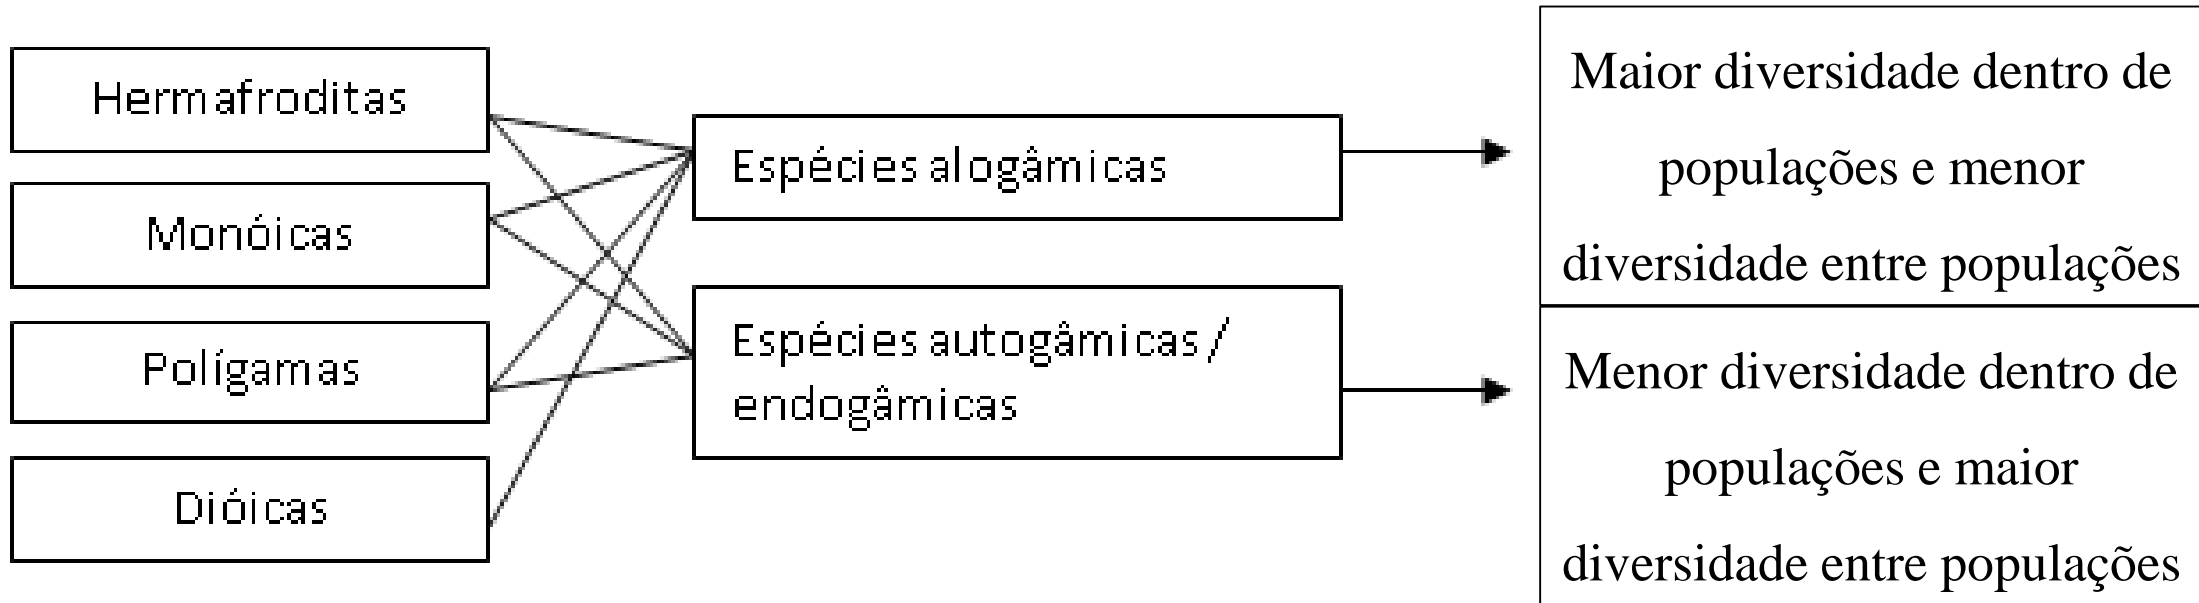 Hermafroditas
Monóicas
Polígamas
Dióicas
Espécies alogâmicas
Espécies autogâmicas /
endogâmicas
Maior diversidade dentro de
populações e menor
diversidade entre populações
Menor diversidade dentro de
populações e maior
diversidade entre populações